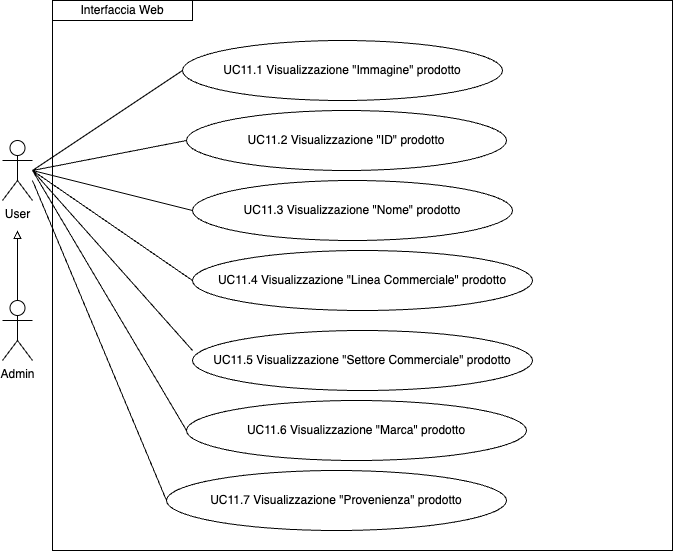 Interfaccia Web
UC11.1 Visualizzazione "Immagine" prodotto
UC11.2 Visualizzazione "ID" prodotto
UC11.3 Visualizzazione "Nome" prodotto
User
UC11.4 Visualizzazione "Linea Commerciale" prodotto
UC11.5 Visualizzazione "Settore Commerciale" prodotto
Admin
UC11.6 Visualizzazione "Marca" prodotto
UC11.7 Visualizzazione "Provenienza" prodotto